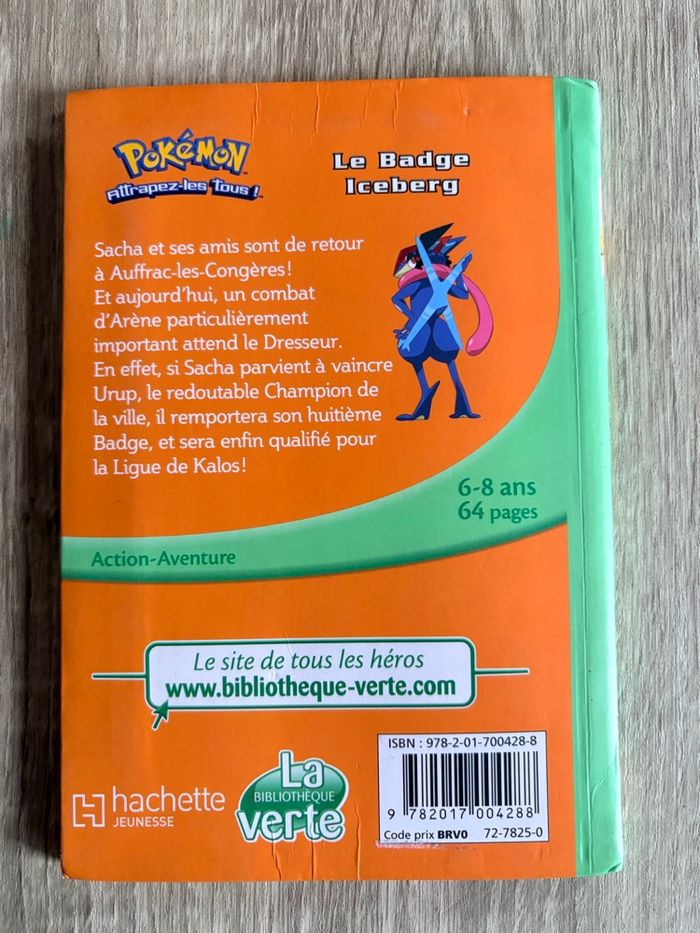 POKéMON
Attrapez-les tous !
Le Badge
Iceberg
Sacha et ses amis sont de retour
à Auffrac-les-Congères !
Et aujourd'hui, un combat
d'Arène particulièrement
important attend le Dresseur.
En effet, si Sacha parvient à vaincre
Urup, le redoutable Champion de
la ville, il remportera son huitième
Badge, et sera enfin qualifié pour
la Ligue de Kalos !
6-8 ans
64 pages
Action-Aventure
Le site de tous les héros
www.bibliotheque-verte.com
hachette
JEUNESSE
La
BIBLIOTHÈQUE
verte
ISBN : 978-2-01-700428-8
9 782017 004288
Code prix BRV0 72-7825-0